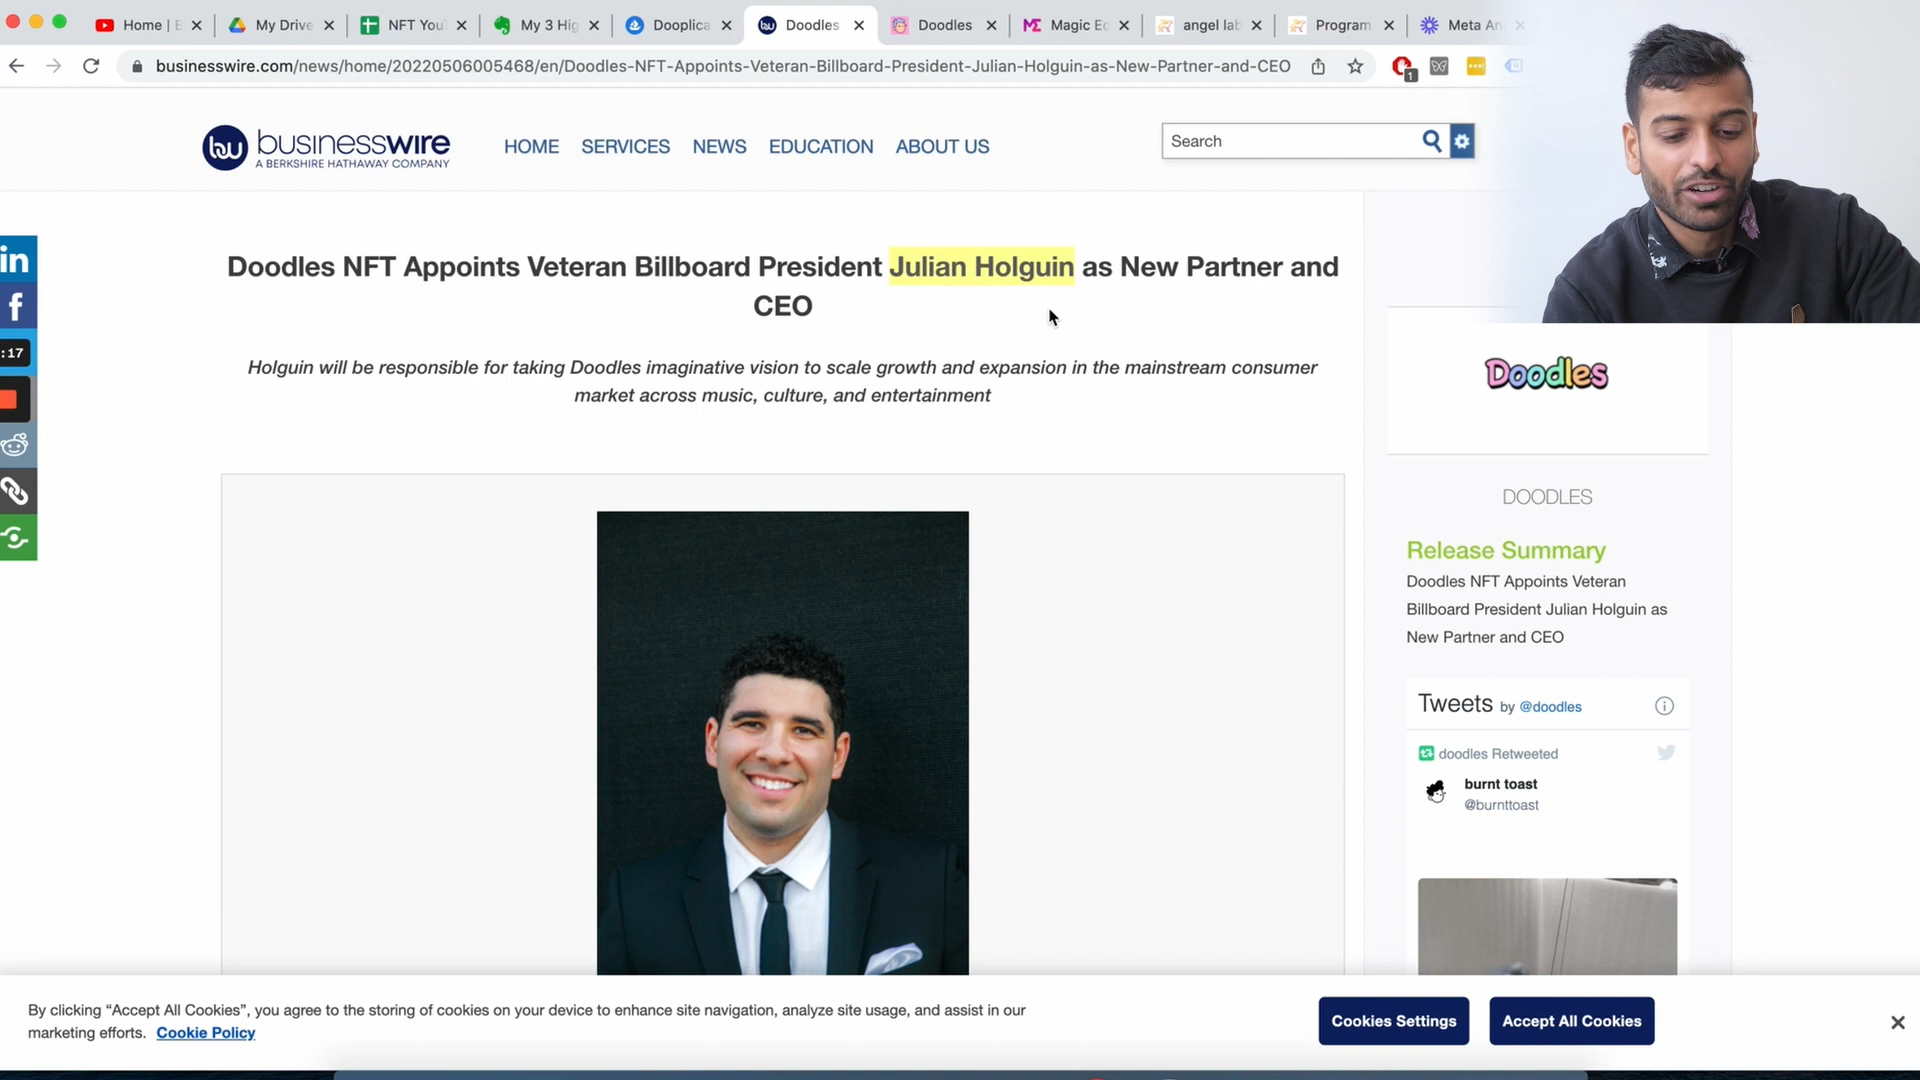 Home | E
My Drive
NFT You
My 3 Hig
Dooplica
Doodles
Doodles
Magic Ec
angel lab
Program
Meta An
businesswire.com/news/home/20220506005468/en/Doodles-NFT-Appoints-Veteran-Billboard-President-Julian-Holguin-as-New-Partner-and-CEO
1
bw businesswire
A BERKSHIRE HATHAWAY COMPANY
HOME
SERVICES
NEWS
EDUCATION
ABOUT US
Search
in
f
:17
Doodles NFT Appoints Veteran Billboard President Julian Holguin as New Partner and
CEO
Holguin will be responsible for taking Doodles imaginative vision to scale growth and expansion in the mainstream consumer
market across music, culture, and entertainment
Doodles
DOODLES
Release Summary
Doodles NFT Appoints Veteran
Billboard President Julian Holguin as
New Partner and CEO
Tweets by @doodles
doodles Retweeted
burnt toast
@burnttoast
By clicking “Accept All Cookies”, you agree to the storing of cookies on your device to enhance site navigation, analyze site usage, and assist in our
marketing efforts. Cookie Policy
Cookies Settings
Accept All Cookies